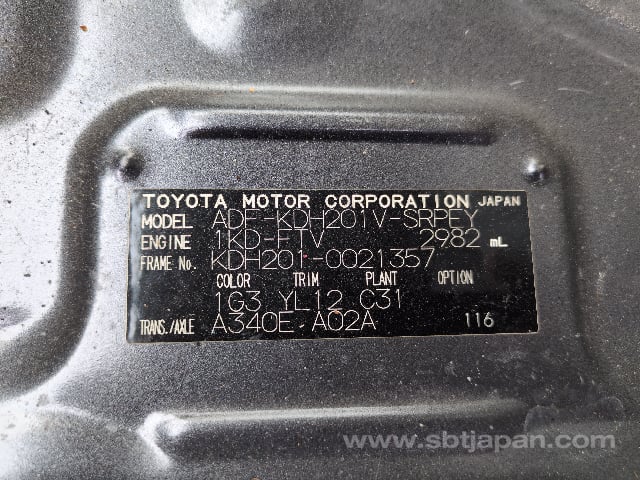 TOYOTA MOTOR CORPORATION JAPAN
MODEL ADF-KDH201V-SRPEY
ENGINE 1KD-FTV 2982 mL
FRAME No. KDH201-0021357
COLOR TRIM PLANT OPTION
1G3 YL12 C31
TRANS./AXLE A340E A02A 116
www.sbtjapan.com